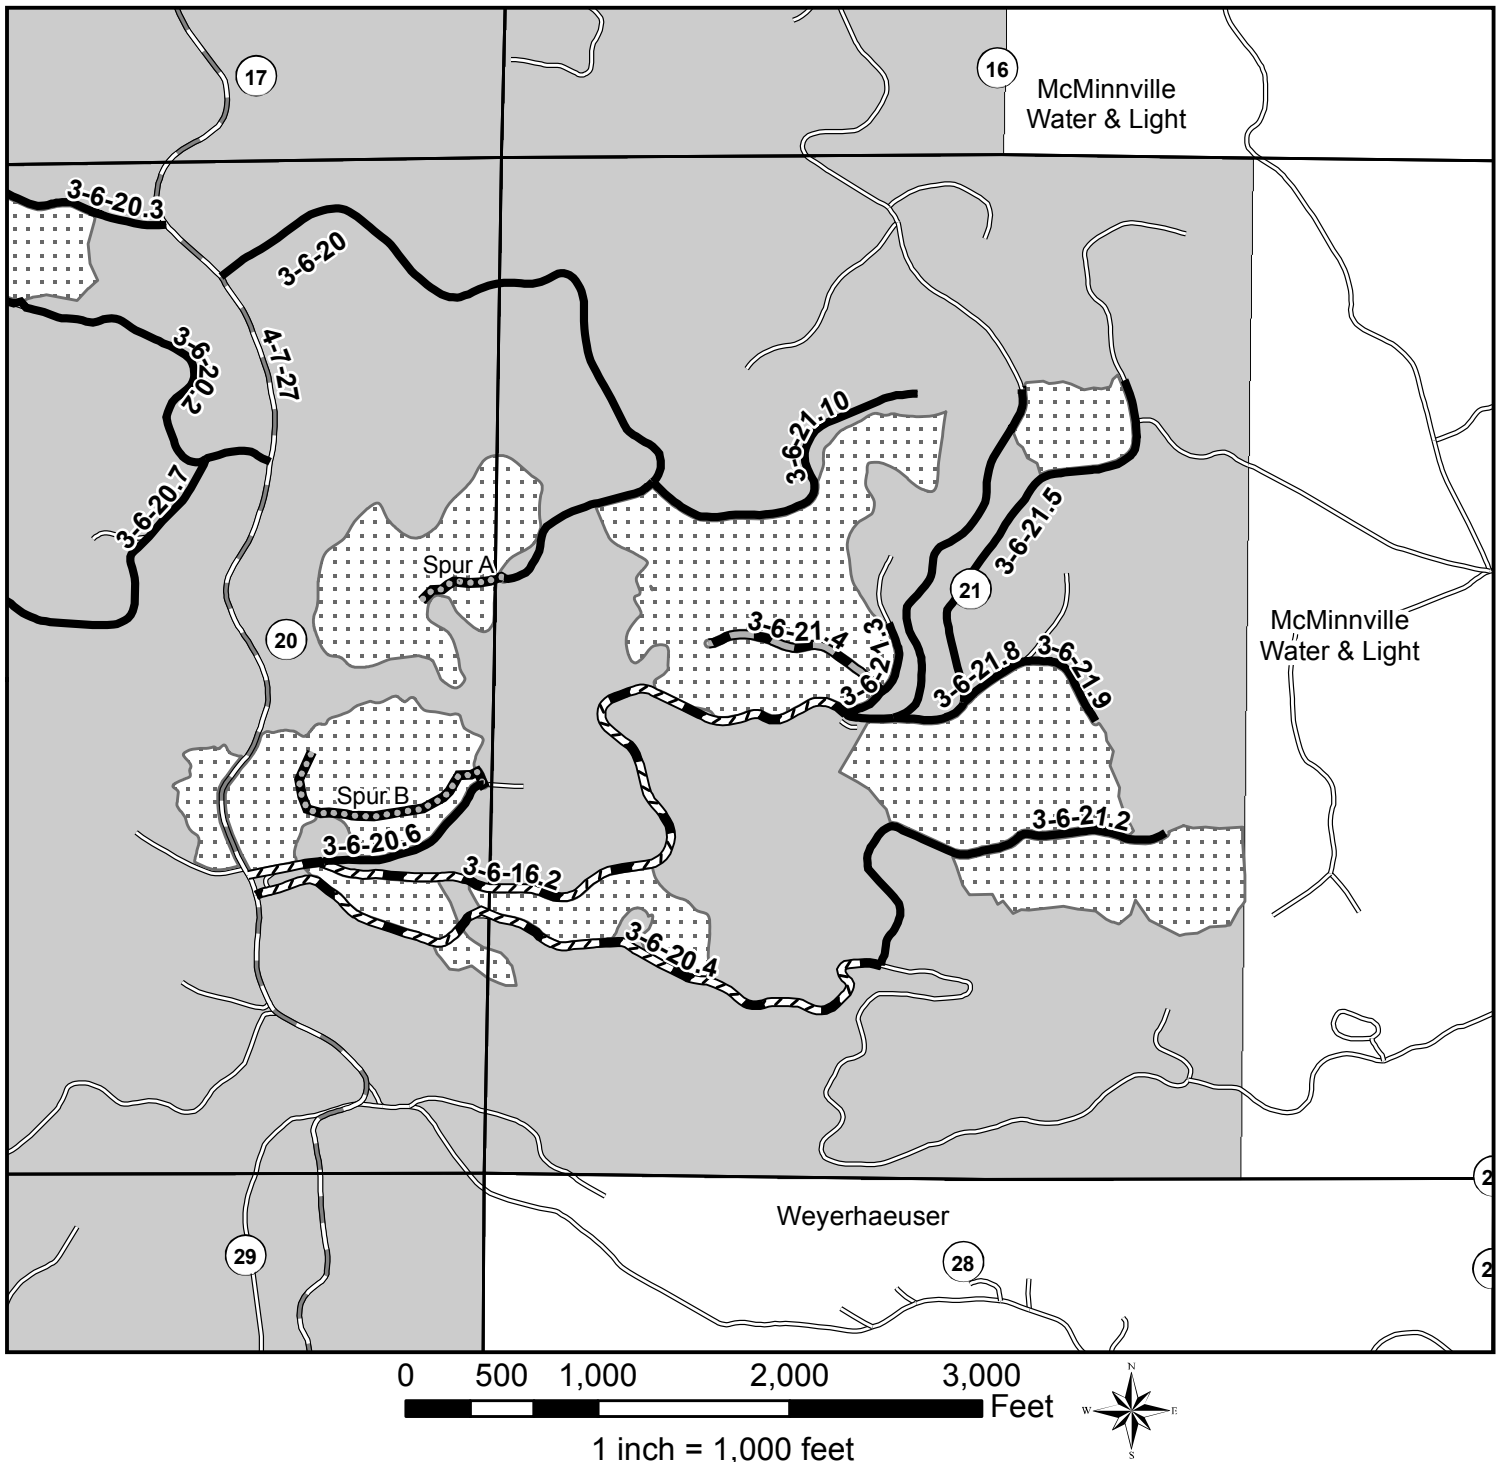 17
16
McMinnville
Water & Light
3-6-20.3
3-6-20
3-6-20.2
4-7-27
3-6-21.10
3-6-20.7
3-6-21.5
Spur A
21
McMinnville
Water & Light
20
3-6-21.4
3-6-21.3
3-6-21.8
3-6-21.9
Spur B
3-6-20.6
3-6-21.2
3-6-16.2
3-6-20.4
2
Weyerhaeuser
29
28
2
0 500 1,000 2,000 3,000
Feet
1 inch = 1,000 feet
N
W E
S